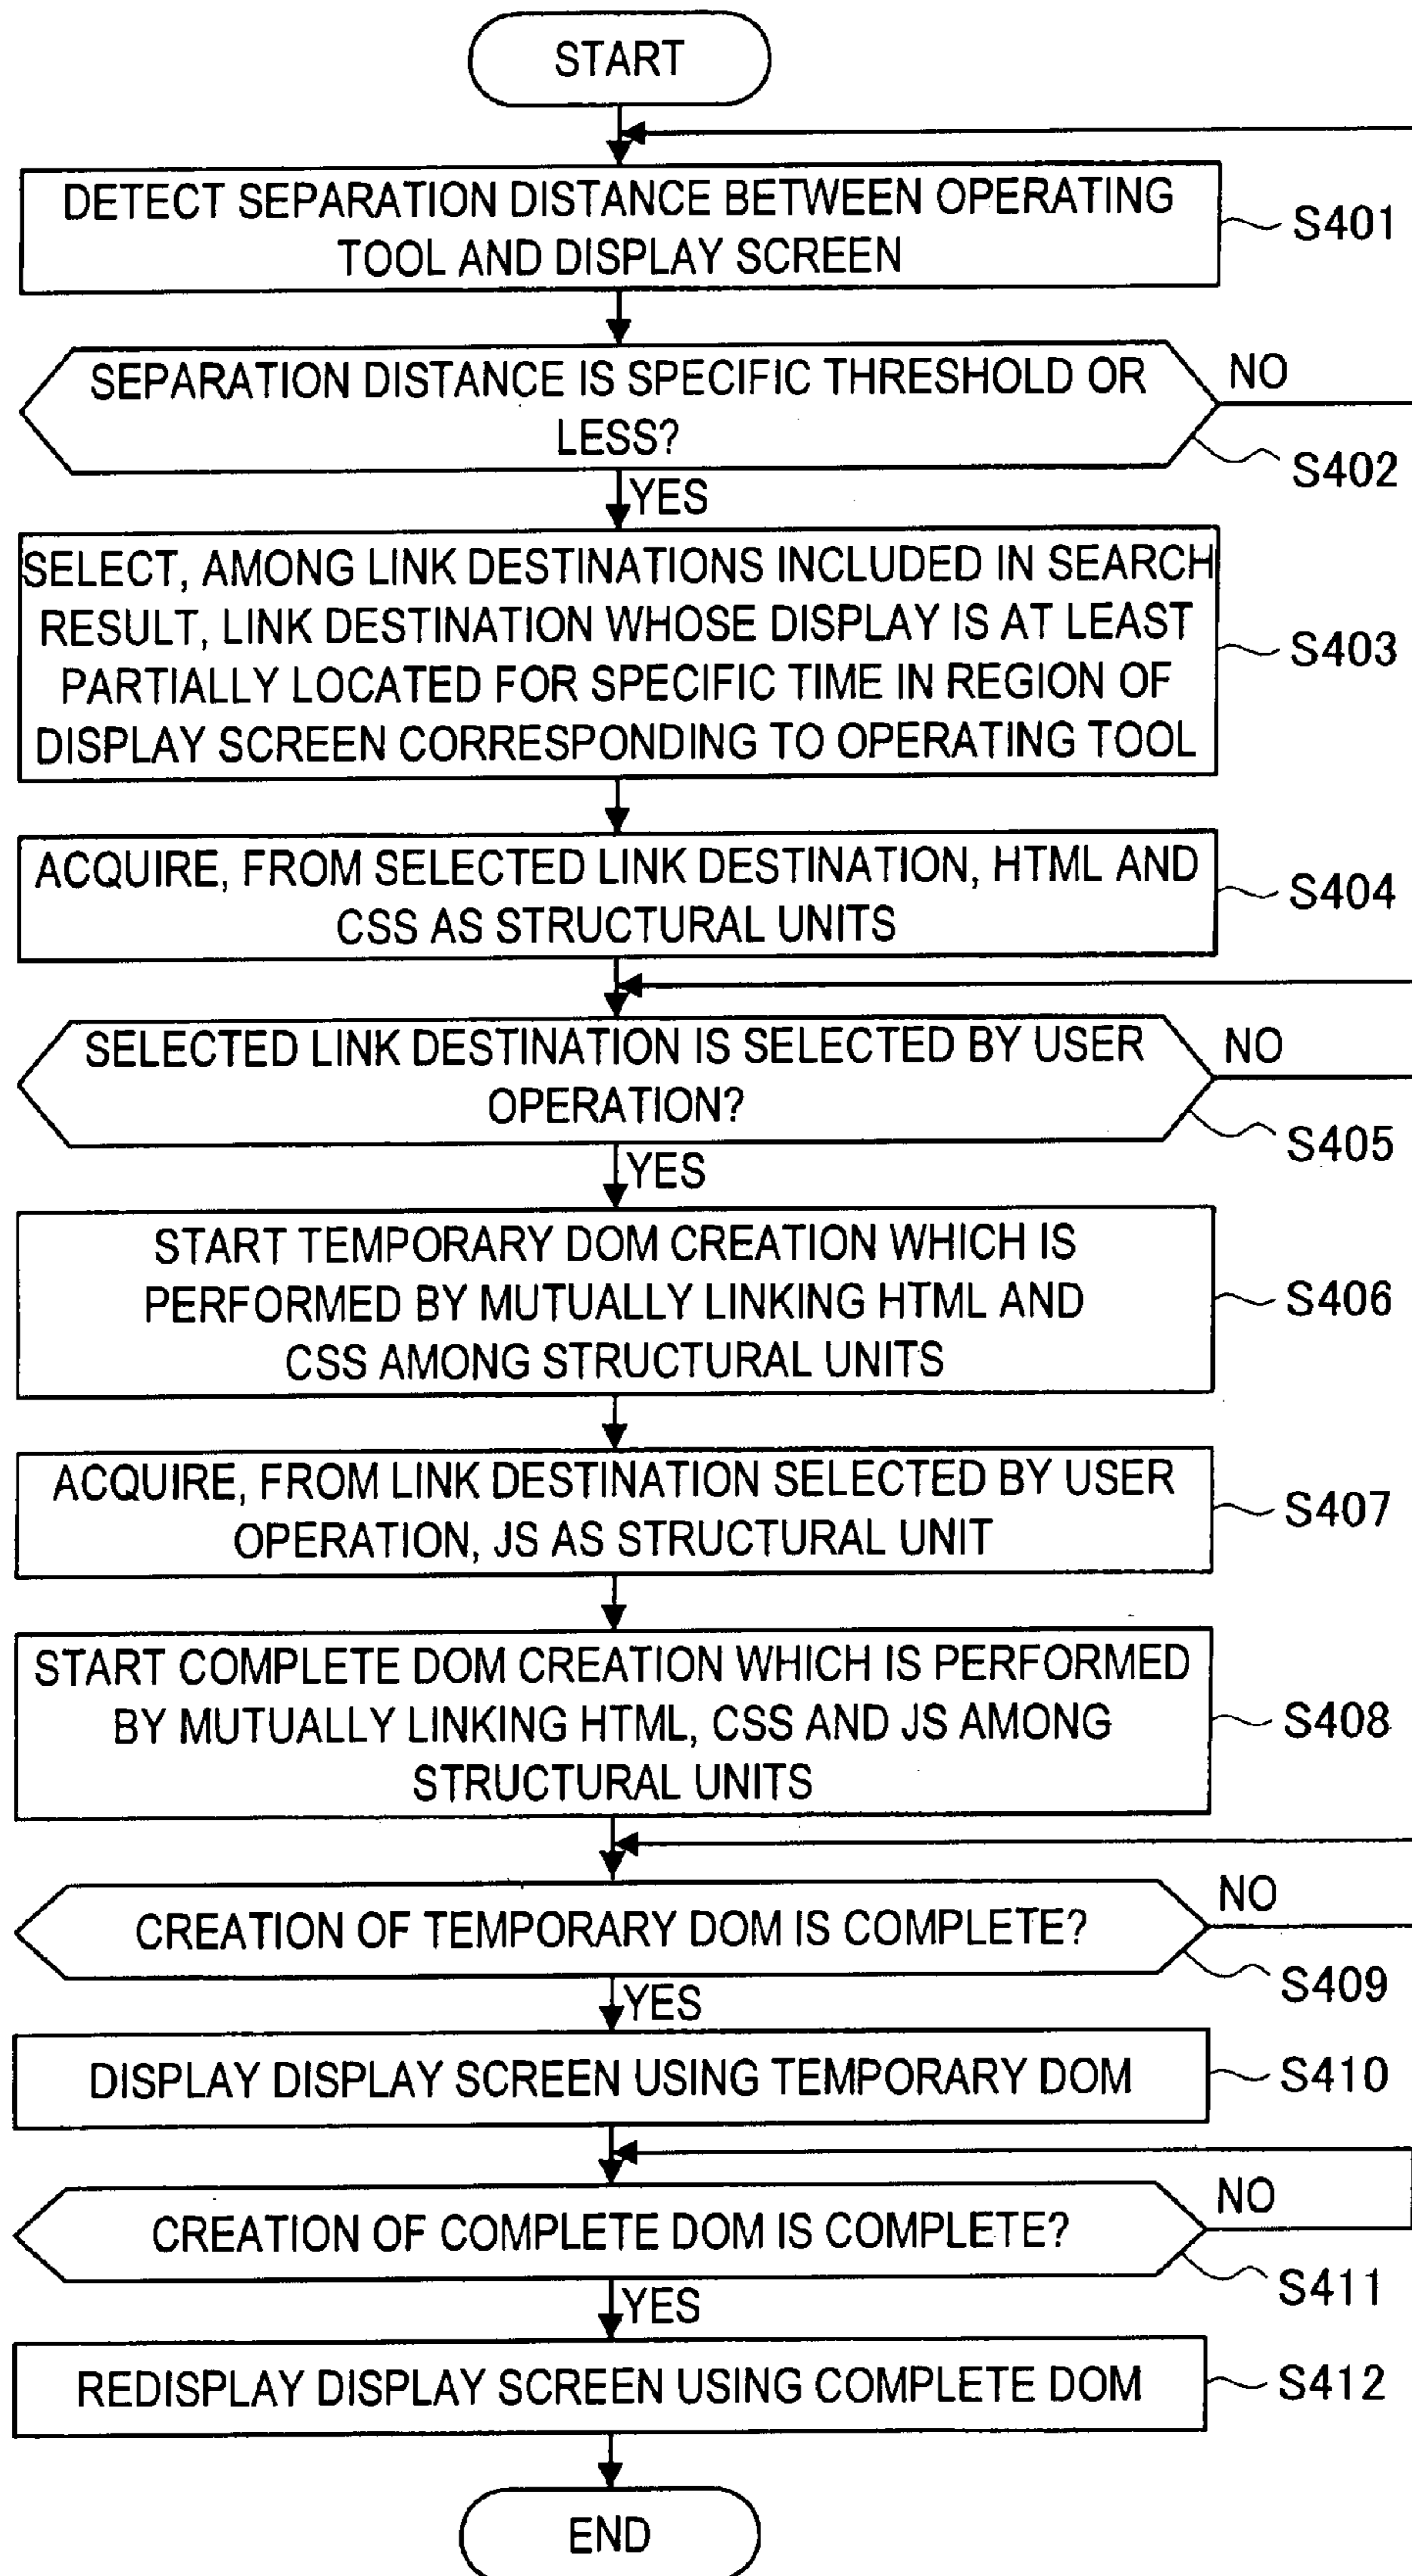 START
DETECT SEPARATION DISTANCE BETWEEN OPERATING
TOOL AND DISPLAY SCREEN
S401
SEPARATION DISTANCE IS SPECIFIC THRESHOLD OR
LESS?
NO
S402
YES
SELECT, AMONG LINK DESTINATIONS INCLUDED IN SEARCH
RESULT, LINK DESTINATION WHOSE DISPLAY IS AT LEAST
PARTIALLY LOCATED FOR SPECIFIC TIME IN REGION OF
DISPLAY SCREEN CORRESPONDING TO OPERATING TOOL
S403
ACQUIRE, FROM SELECTED LINK DESTINATION, HTML AND
CSS AS STRUCTURAL UNITS
S404
SELECTED LINK DESTINATION IS SELECTED BY USER
OPERATION?
NO
S405
YES
START TEMPORARY DOM CREATION WHICH IS
PERFORMED BY MUTUALLY LINKING HTML AND
CSS AMONG STRUCTURAL UNITS
S406
ACQUIRE, FROM LINK DESTINATION SELECTED BY USER
OPERATION, JS AS STRUCTURAL UNIT
S407
START COMPLETE DOM CREATION WHICH IS PERFORMED
BY MUTUALLY LINKING HTML, CSS AND JS AMONG
STRUCTURAL UNITS
S408
CREATION OF TEMPORARY DOM IS COMPLETE?
NO
S409
YES
DISPLAY DISPLAY SCREEN USING TEMPORARY DOM
S410
CREATION OF COMPLETE DOM IS COMPLETE?
NO
S411
YES
REDISPLAY DISPLAY SCREEN USING COMPLETE DOM
S412
END